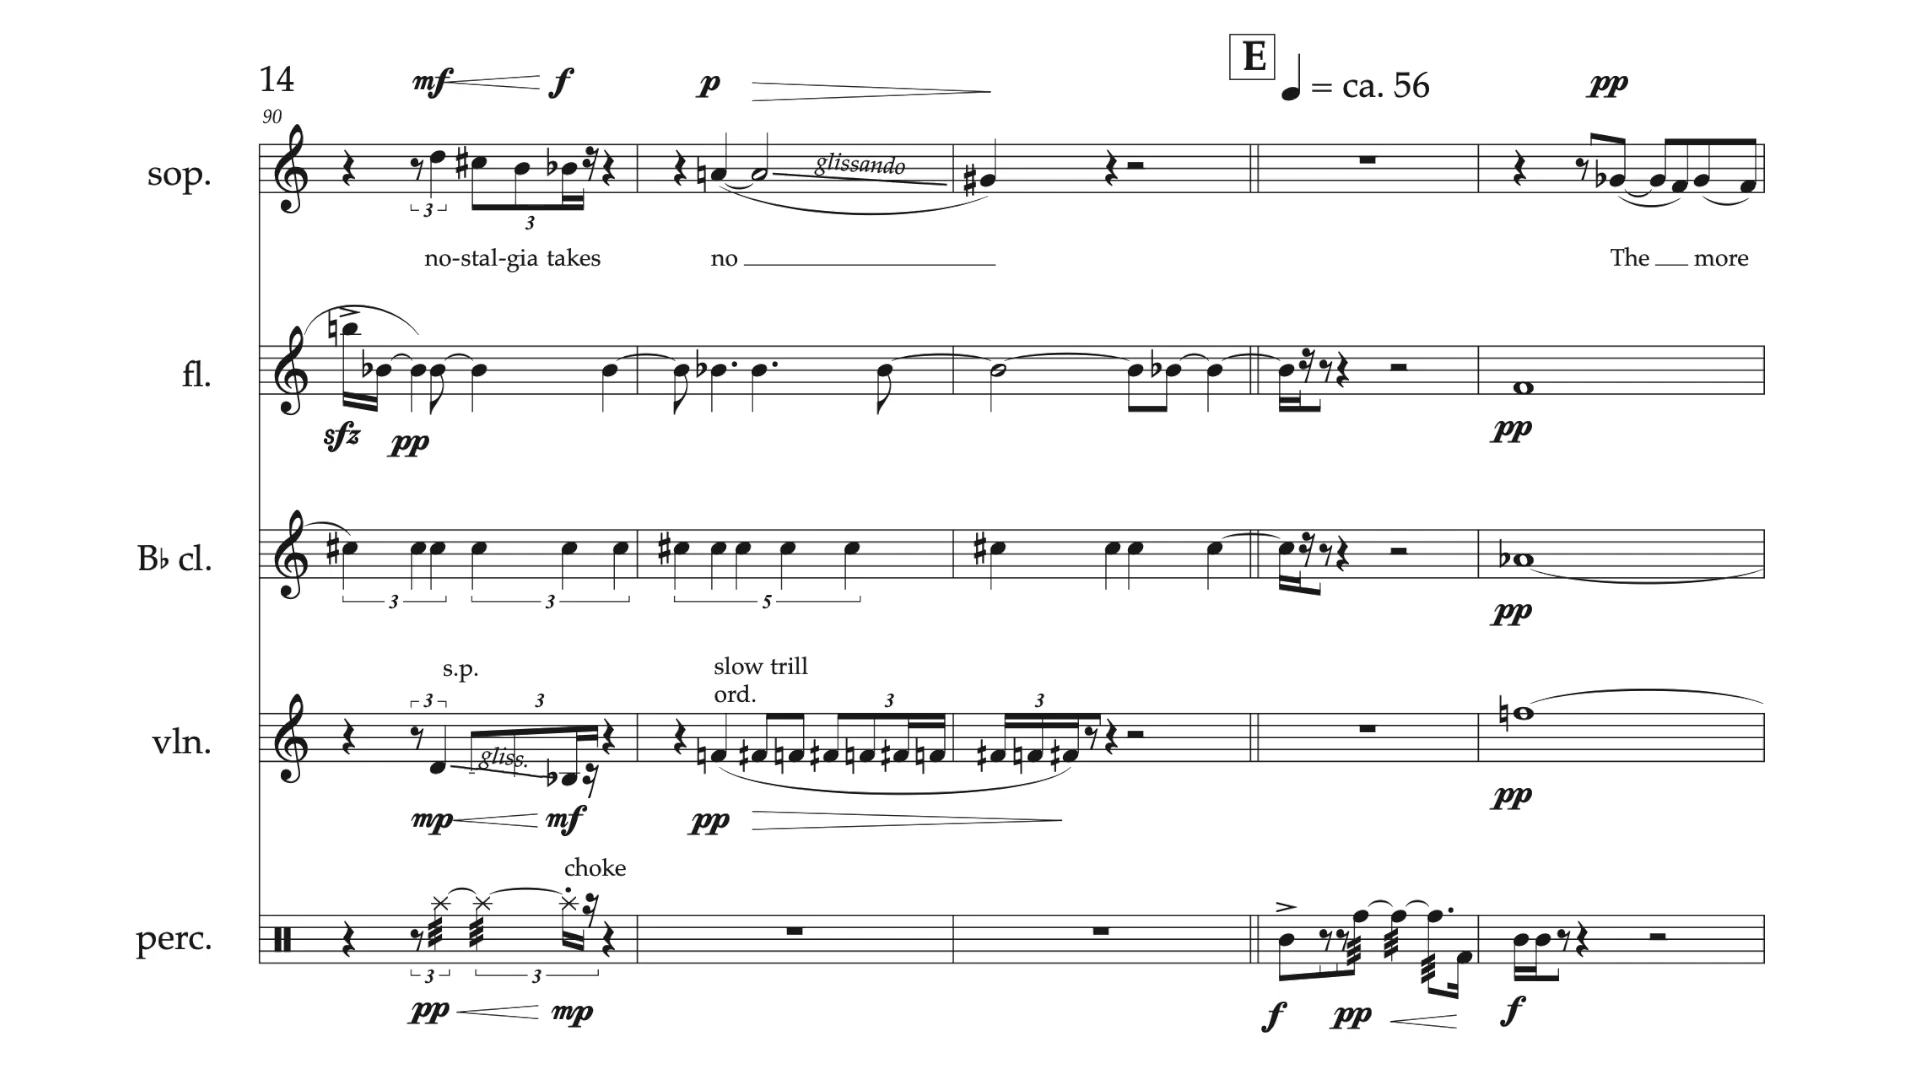 14
mf f p E ♩ = ca. 56 pp
90
sop.
glissando
3
3
no-stal-gia takes no The more
fl.
sfz pp pp
B♭ cl.
3 3 5
pp
s.p. slow trill
ord.
3 3 3 3
vln.
gliss.
mp mf pp pp
choke
perc.
3 3
pp mp f pp f